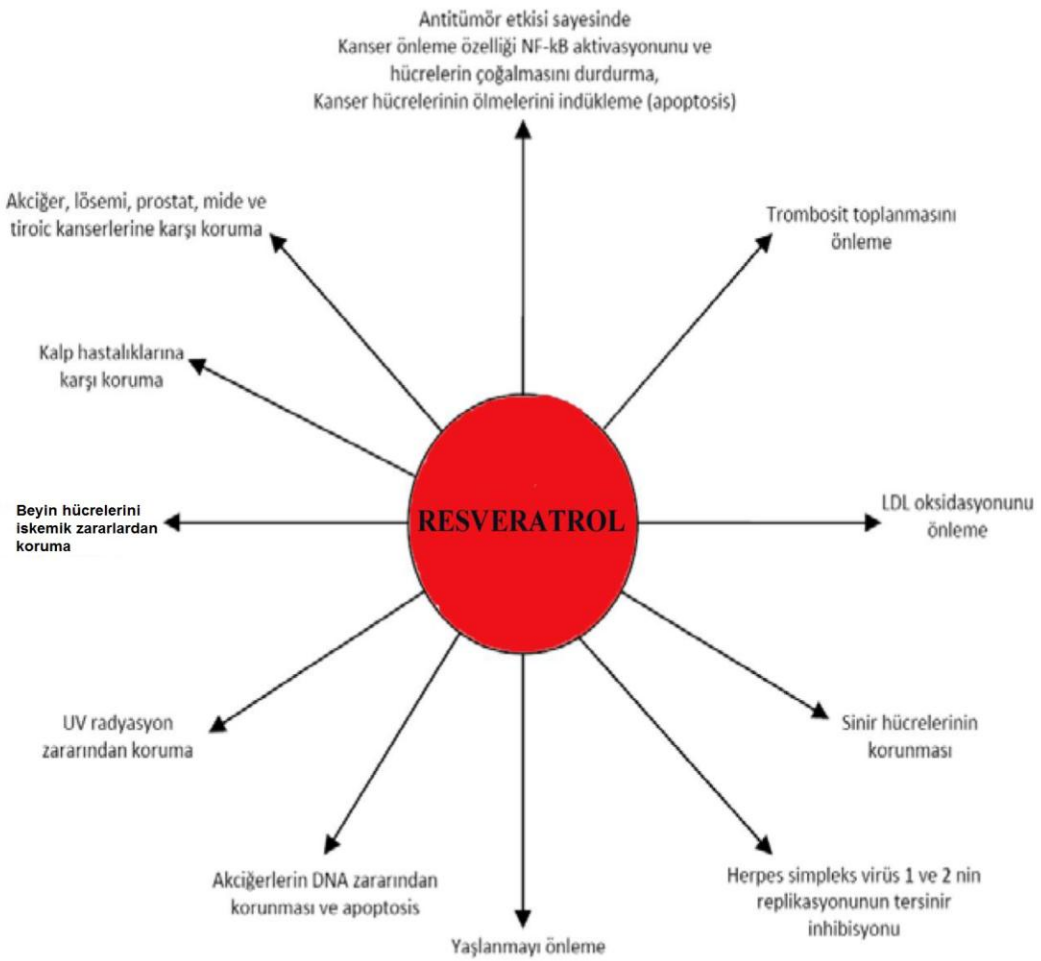 Antitümör etkisi sayesinde
Kanser önleme özelliği NF-kB aktivasyonunu ve
hücrelerin çoğalmasını durdurma,
Kanser hücrelerinin ölmelerini indükleme (apoptosis)
Akciğer, lösemi, prostat, mide ve
tiroic kanserlerine karşı koruma
Trombosit toplanmasını
önleme
Kalp hastalıklarına
karşı koruma
Beyin hücrelerini
iskemik zararlardan
koruma
RESVERATROL
LDL oksidasyonunu
önleme
UV radyasyon
zararından koruma
Sinir hücrelerinin
korunması
Akciğerlerin DNA zararından
korunması ve apoptosis
Herpes simpleks virüs 1 ve 2 nin
replikasyonunun tersinir
inhibisyonu
Yaşlanmayı önleme